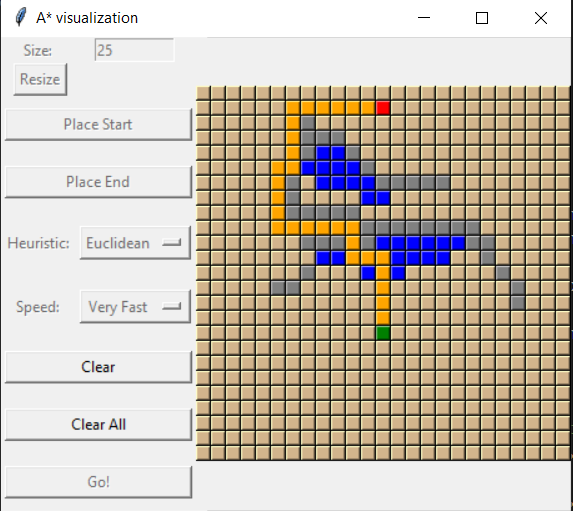 A* visualization
Size: 25
Resize
Place Start
Place End
Heuristic: Euclidean
Speed: Very Fast
Clear
Clear All
Go!